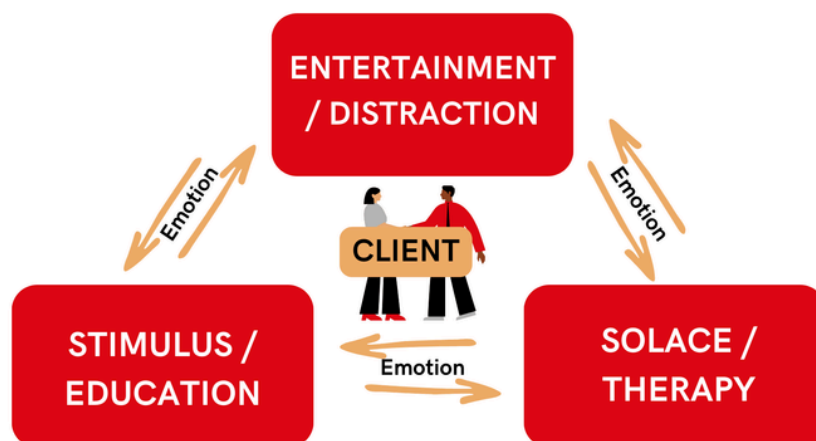 ENTERTAINMENT
/ DISTRACTION
Emotion
Emotion
CLIENT
STIMULUS /
EDUCATION
Emotion
SOLACE /
THERAPY